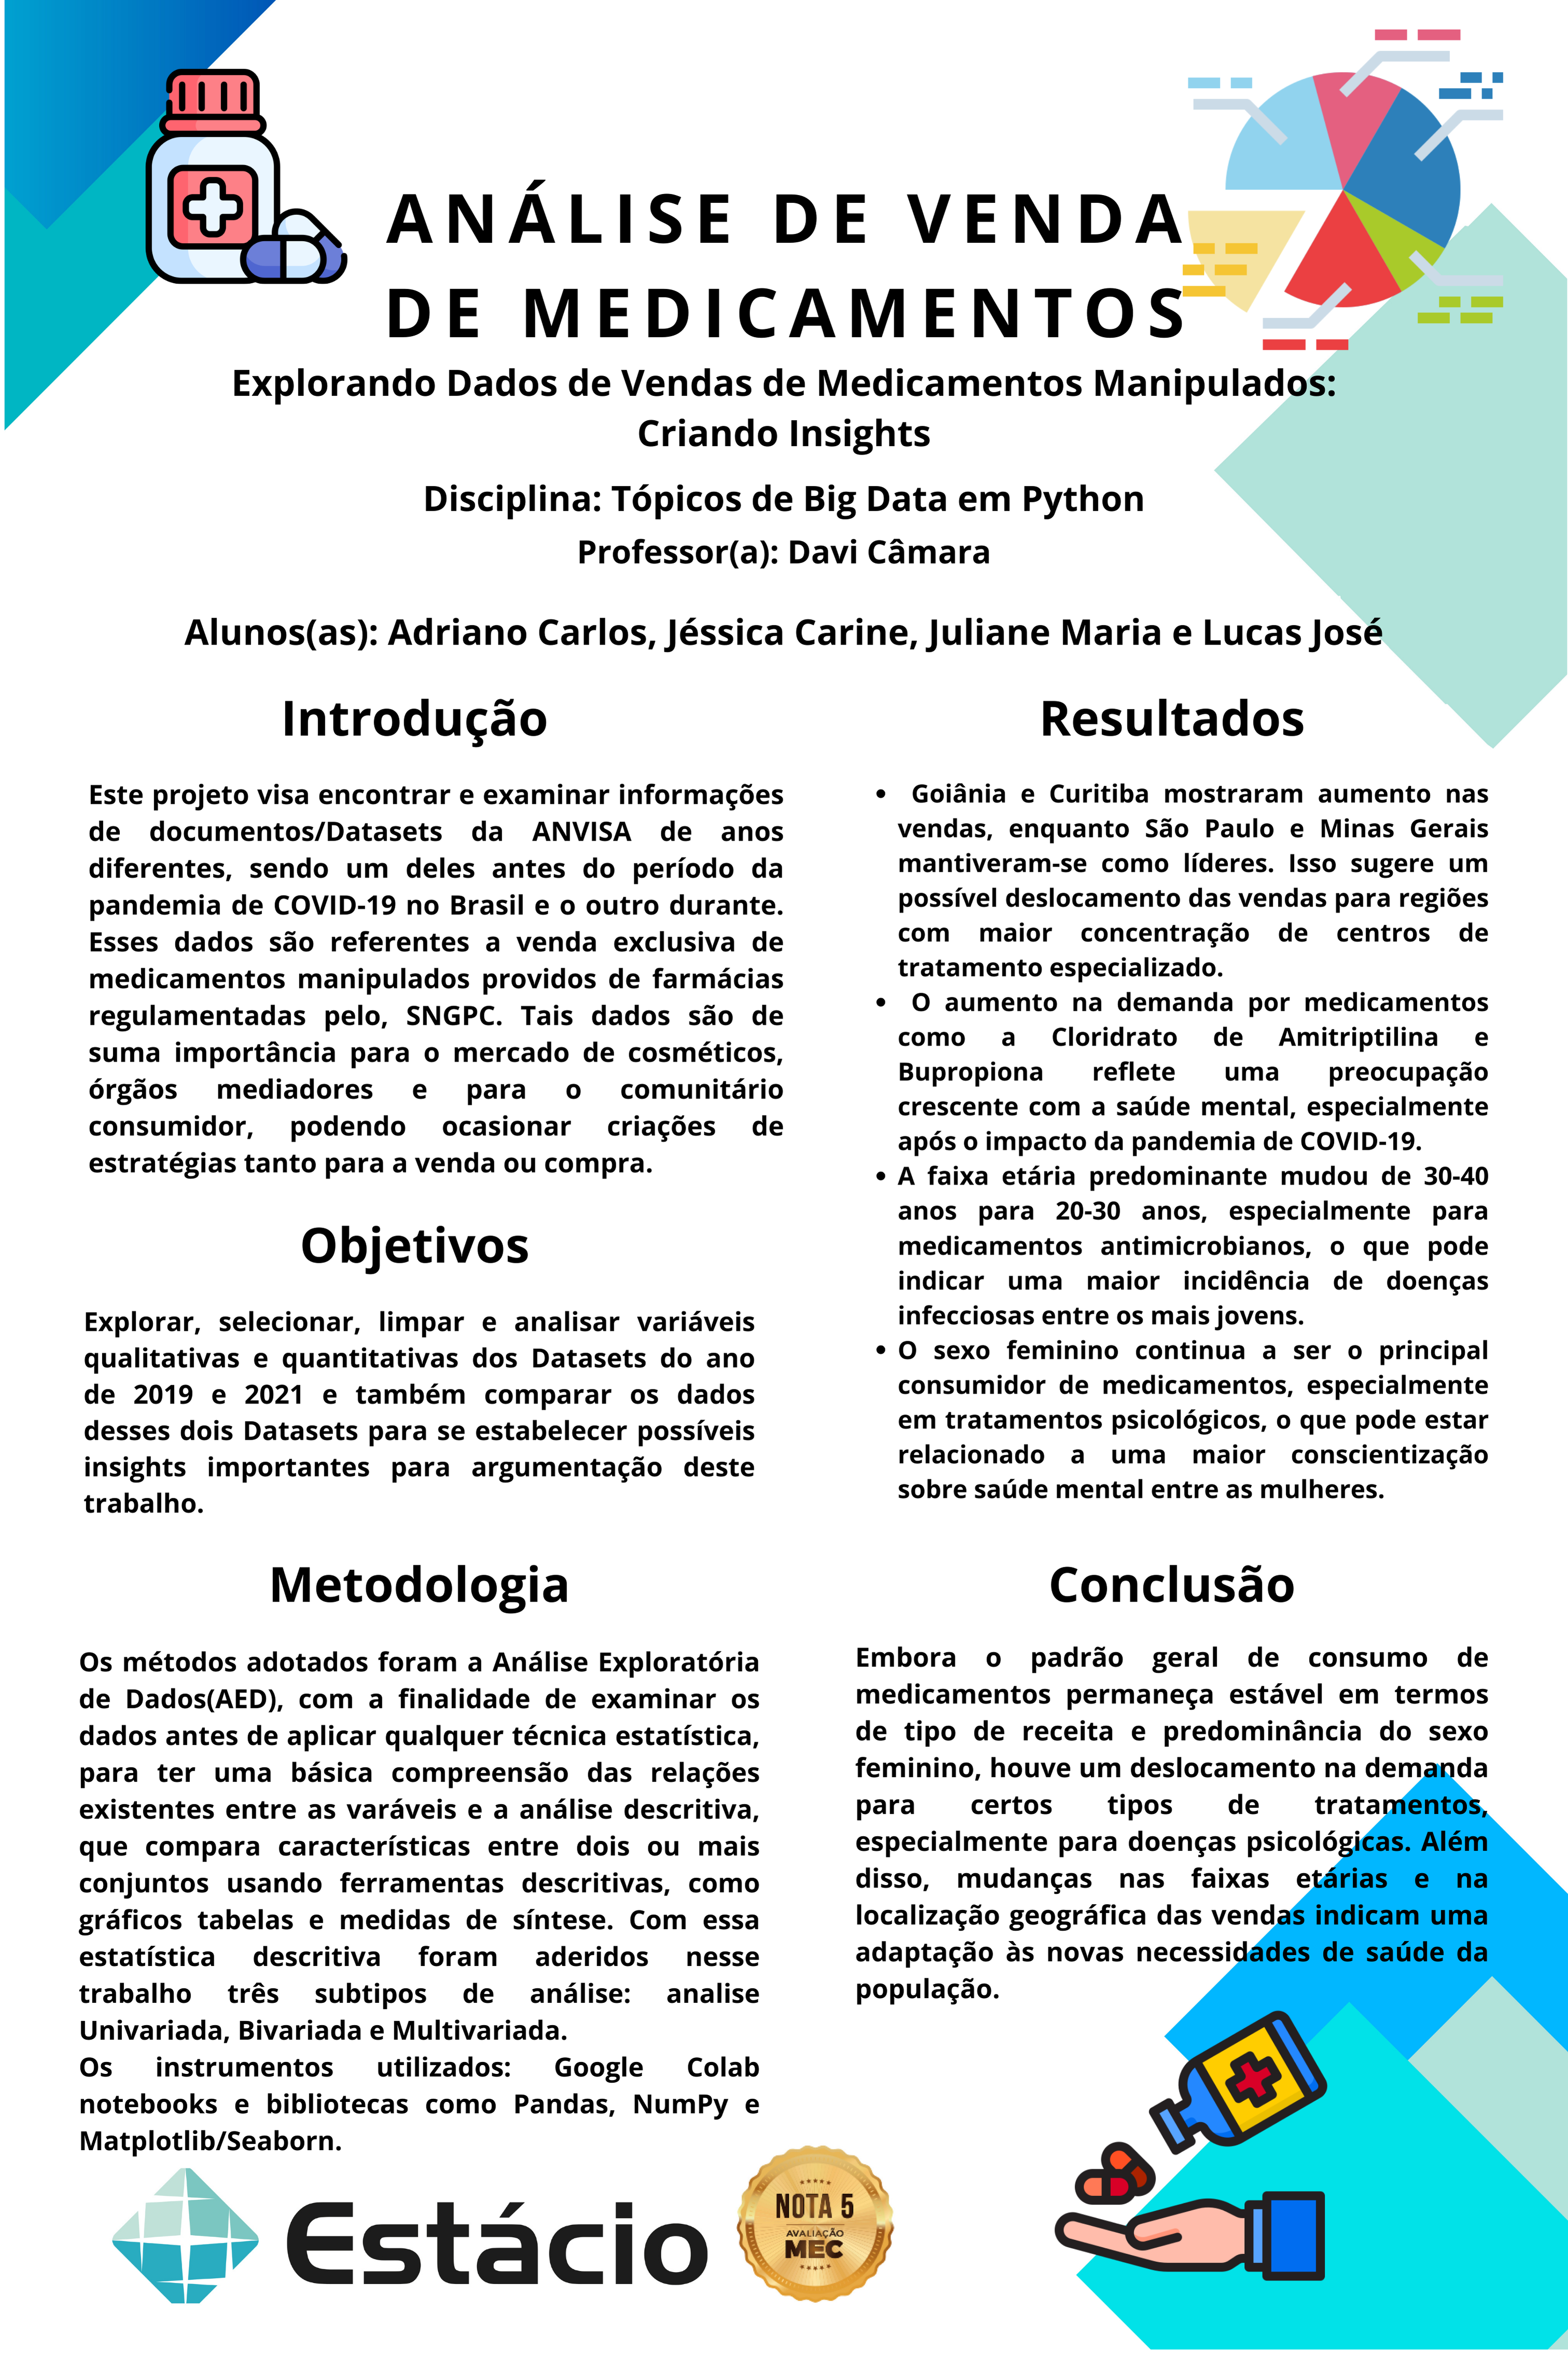 ANÁLISE DE VENDA
DE MEDICAMENTOS
Explorando Dados de Vendas de Medicamentos Manipulados:
Criando Insights
Disciplina: Tópicos de Big Data em Python
Professor(a): Davi Câmara
Alunos(as): Adriano Carlos, Jéssica Carine, Juliane Maria e Lucas José
Introdução
Este projeto visa encontrar e examinar informações
de documentos/Datasets da ANVISA de anos
diferentes, sendo um deles antes do período da
pandemia de COVID-19 no Brasil e o outro durante.
Esses dados são referentes a venda exclusiva de
medicamentos manipulados providos de farmácias
regulamentadas pelo, SNGPC. Tais dados são de
suma importância para o mercado de cosméticos,
órgãos mediadores e para o comunitário
consumidor, podendo ocasionar criações de
estratégias tanto para a venda ou compra.
Objetivos
Explorar, selecionar, limpar e analisar variáveis
qualitativas e quantitativas dos Datasets do ano
de 2019 e 2021 e também comparar os dados
desses dois Datasets para se estabelecer possíveis
insights importantes para argumentação deste
trabalho.
Metodologia
Os métodos adotados foram a Análise Exploratória
de Dados(AED), com a finalidade de examinar os
dados antes de aplicar qualquer técnica estatística,
para ter uma básica compreensão das relações
existentes entre as varáveis e a análise descritiva,
que compara características entre dois ou mais
conjuntos usando ferramentas descritivas, como
gráficos tabelas e medidas de síntese. Com essa
estatística descritiva foram aderidos nesse
trabalho três subtipos de análise: analise
Univariada, Bivariada e Multivariada.
Os instrumentos utilizados: Google Colab
notebooks e bibliotecas como Pandas, NumPy e
Matplotlib/Seaborn.
Resultados
• Goiânia e Curitiba mostraram aumento nas
vendas, enquanto São Paulo e Minas Gerais
mantiveram-se como líderes. Isso sugere um
possível deslocamento das vendas para regiões
com maior concentração de centros de
tratamento especializado.
• O aumento na demanda por medicamentos
como a Cloridrato de Amitriptilina e
Bupropiona reflete uma preocupação
crescente com a saúde mental, especialmente
após o impacto da pandemia de COVID-19.
• A faixa etária predominante mudou de 30-40
anos para 20-30 anos, especialmente para
medicamentos antimicrobianos, o que pode
indicar uma maior incidência de doenças
infecciosas entre os mais jovens.
• O sexo feminino continua a ser o principal
consumidor de medicamentos, especialmente
em tratamentos psicológicos, o que pode estar
relacionado a uma maior conscientização
sobre saúde mental entre as mulheres.
Conclusão
Embora o padrão geral de consumo de
medicamentos permaneça estável em termos
de tipo de receita e predominância do sexo
feminino, houve um deslocamento na demanda
para certos tipos de tratamentos,
especialmente para doenças psicológicas. Além
disso, mudanças nas faixas etárias e na
localização geográfica das vendas indicam uma
adaptação às novas necessidades de saúde da
população.
Estácio
NOTA 5
AVALIAÇÃO
MEC